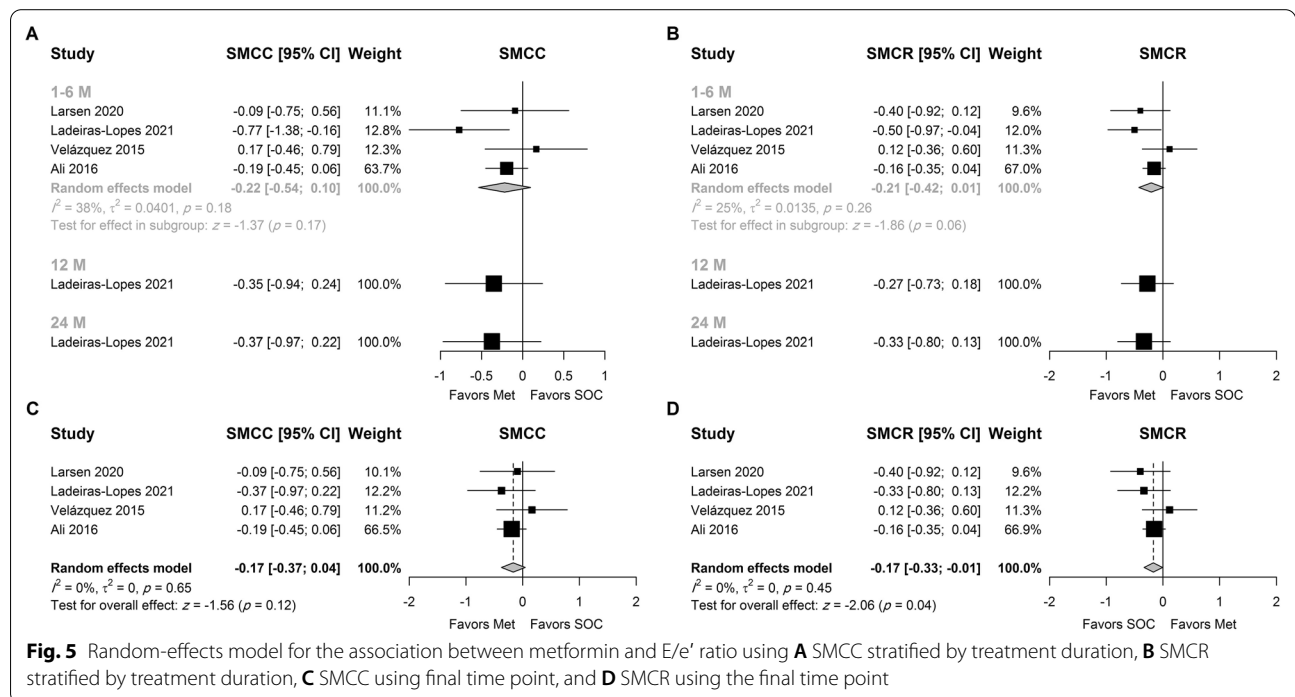 A
Study SMCC [95% CI] Weight SMCC
1-6 M
Larsen 2020 -0.09 [-0.75; 0.56] 11.1%
Ladeiras-Lopes 2021 -0.77 [-1.38; -0.16] 12.8%
Velázquez 2015 0.17 [-0.46; 0.79] 12.3%
Ali 2016 -0.19 [-0.45; 0.06] 63.7%
Random effects model -0.22 [-0.54; 0.10] 100.0%
I² = 38%, τ² = 0.0401, p = 0.18
Test for effect in subgroup: z = -1.37 (p = 0.17)
12 M
Ladeiras-Lopes 2021 -0.35 [-0.94; 0.24] 100.0%
24 M
Ladeiras-Lopes 2021 -0.37 [-0.97; 0.22] 100.0%
-1 -0.5 0 0.5 1
Favors Met Favors SOC
B
Study SMCR [95% CI] Weight SMCR
1-6 M
Larsen 2020 -0.40 [-0.92; 0.12] 9.6%
Ladeiras-Lopes 2021 -0.50 [-0.97; -0.04] 12.0%
Velázquez 2015 0.12 [-0.36; 0.60] 11.3%
Ali 2016 -0.16 [-0.35; 0.04] 67.0%
Random effects model -0.21 [-0.42; 0.01] 100.0%
I² = 25%, τ² = 0.0135, p = 0.26
Test for effect in subgroup: z = -1.86 (p = 0.06)
12 M
Ladeiras-Lopes 2021 -0.27 [-0.73; 0.18] 100.0%
24 M
Ladeiras-Lopes 2021 -0.33 [-0.80; 0.13] 100.0%
-2 -1 0 1 2
Favors Met Favors SOC
C
Study SMCC [95% CI] Weight SMCC
Larsen 2020 -0.09 [-0.75; 0.56] 10.1%
Ladeiras-Lopes 2021 -0.37 [-0.97; 0.22] 12.2%
Velázquez 2015 0.17 [-0.46; 0.79] 11.2%
Ali 2016 -0.19 [-0.45; 0.06] 66.5%
Random effects model -0.17 [-0.37; 0.04] 100.0%
I² = 0%, τ² = 0, p = 0.65
Test for overall effect: z = -1.56 (p = 0.12)
-2 -1 0 1 2
Favors Met Favors SOC
D
Study SMCR [95% CI] Weight SMCR
Larsen 2020 -0.40 [-0.92; 0.12] 9.6%
Ladeiras-Lopes 2021 -0.33 [-0.80; 0.13] 12.2%
Velázquez 2015 0.12 [-0.36; 0.60] 11.3%
Ali 2016 -0.16 [-0.35; 0.04] 66.9%
Random effects model -0.17 [-0.33; -0.01] 100.0%
I² = 0%, τ² = 0, p = 0.45
Test for overall effect: z = -2.06 (p = 0.04)
-2 -1 0 1 2
Favors SOC Favors Met
Fig. 5 Random-effects model for the association between metformin and E/e′ ratio using A SMCC stratified by treatment duration, B SMCR
stratified by treatment duration, C SMCC using final time point, and D SMCR using the final time point